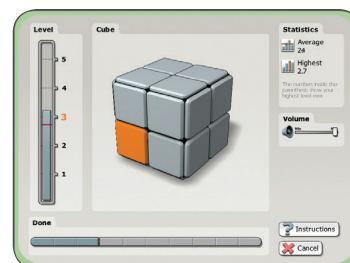 Level
Cube
Statistics
5
4
3
2
1
Average
24
Highest
2.7
The numbers inside the
parenthesis show your
highest level ever.
Volume
Done
Instructions
Cancel